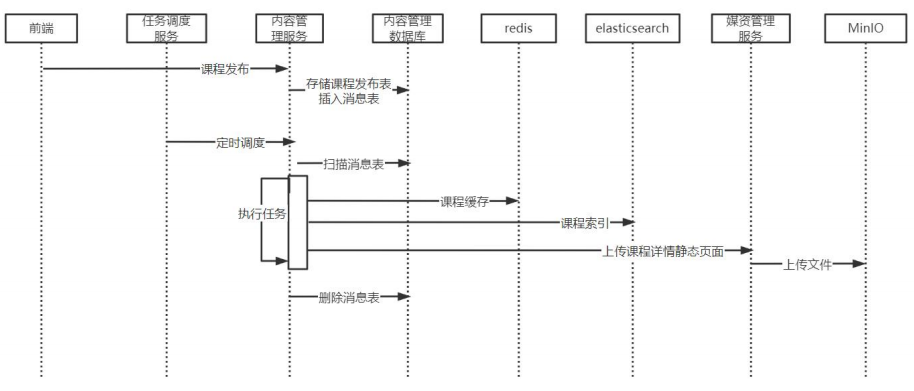 前端
任务调度
服务
内容管
理服务
内容管理
数据库
redis
elasticsearch
媒资管理
服务
MinIO
课程发布
存储课程发布表
插入消息表
定时调度
扫描消息表
执行任务
课程缓存
课程索引
上传课程详情静态页面
上传文件
删除消息表